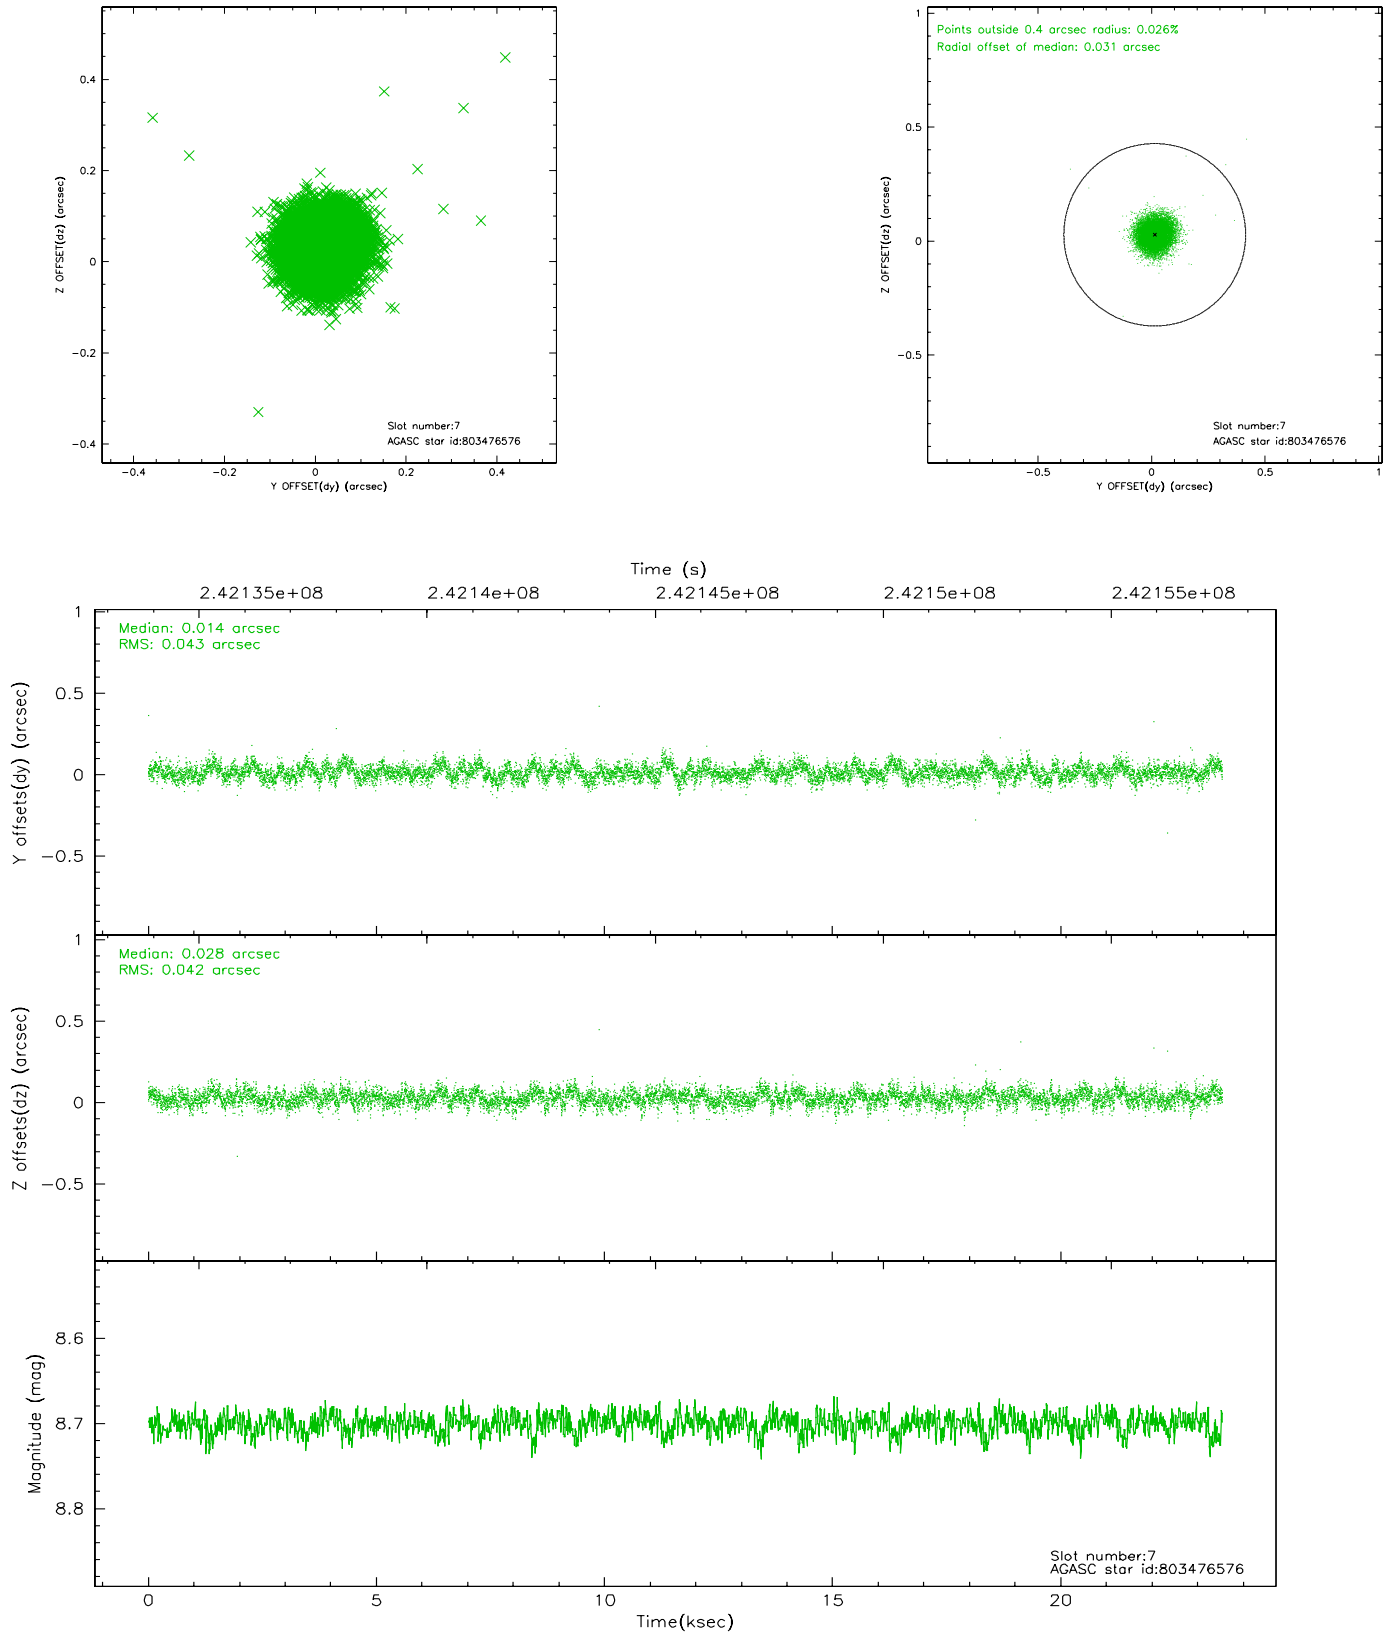 0.4
0.2
0
−0.2
−0.4
Z OFFSET(dz) (arcsec)
Slot number:7
AGASC star id:803476576
−0.4 −0.2 0 0.2 0.4
Y OFFSET(dy) (arcsec)
Points outside 0.4 arcsec radius: 0.026%
Radial offset of median: 0.031 arcsec
1
0.5
0
−0.5
Z OFFSET(dz) (arcsec)
Slot number:7
AGASC star id:803476576
−0.5 0 0.5 1
Y OFFSET(dy) (arcsec)
Time (s)
2.42135e+08 2.4214e+08 2.42145e+08 2.4215e+08 2.42155e+08
Median: 0.014 arcsec
RMS: 0.043 arcsec
1
0.5
0
−0.5
Y offsets(dy) (arcsec)
Median: 0.028 arcsec
RMS: 0.042 arcsec
1
0.5
0
−0.5
Z offsets(dz) (arcsec)
8.6
8.7
8.8
Magnitude (mag)
Slot number:7
AGASC star id:803476576
0 5 10 15 20
Time(ksec)